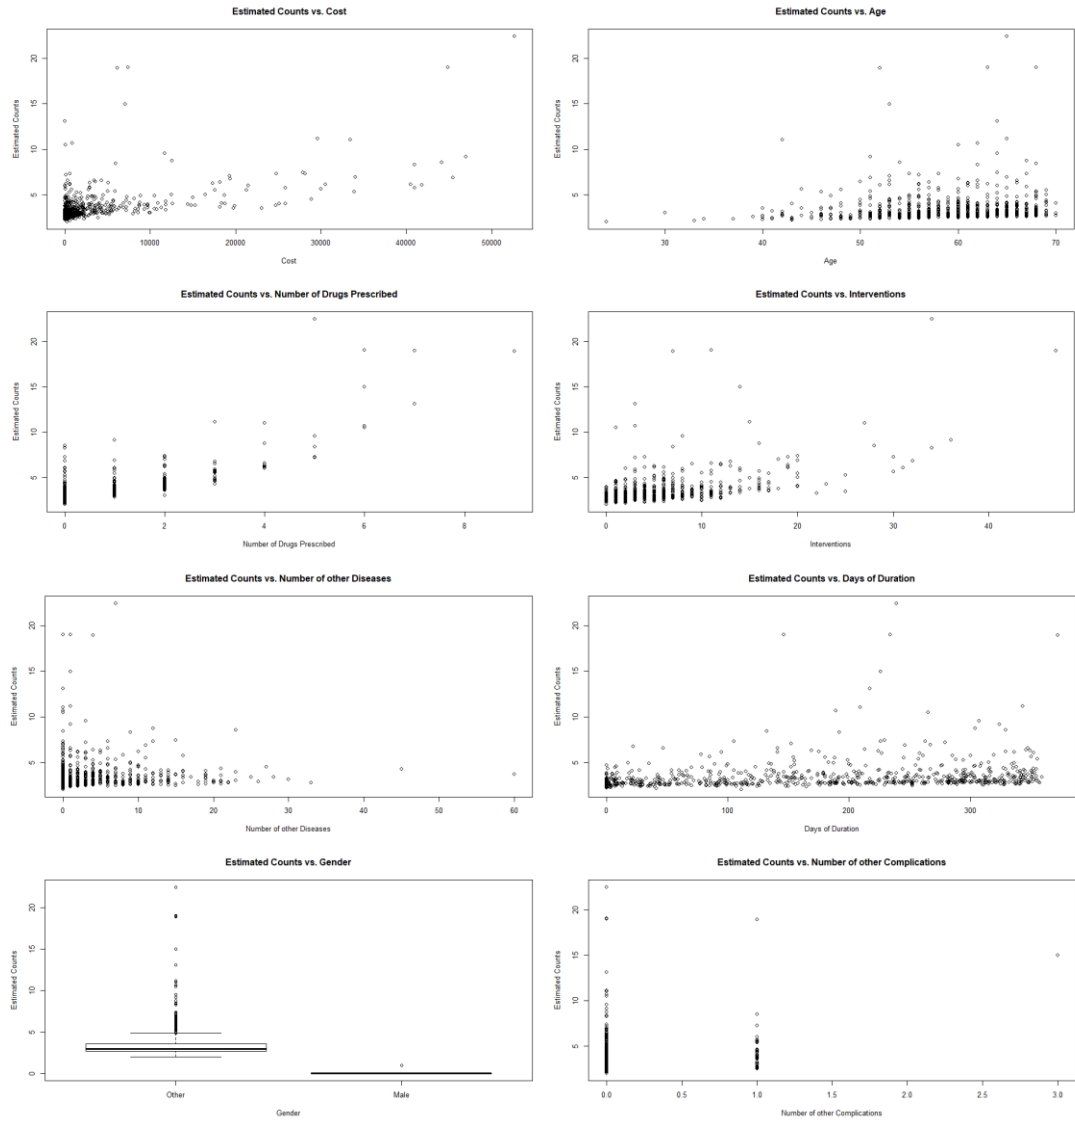 Estimated Counts vs. Cost
Estimated Counts
20
15
10
5
0
10000
20000
30000
40000
50000
Cost
Estimated Counts vs. Age
Estimated Counts
20
15
10
5
30
40
50
60
70
Age
Estimated Counts vs. Number of Drugs Prescribed
Estimated Counts
20
15
10
5
0
2
4
6
8
Number of Drugs Prescribed
Estimated Counts vs. Interventions
Estimated Counts
20
15
10
5
0
10
20
30
40
Interventions
Estimated Counts vs. Number of other Diseases
Estimated Counts
20
15
10
5
0
10
20
30
40
50
60
Number of other Diseases
Estimated Counts vs. Days of Duration
Estimated Counts
20
15
10
5
0
100
200
300
Days of Duration
Estimated Counts vs. Gender
Estimated Counts
20
15
10
5
0
Other
Male
Gender
Estimated Counts vs. Number of other Complications
Estimated Counts
20
15
10
5
0.0
0.5
1.0
1.5
2.0
2.5
3.0
Number of other Complications